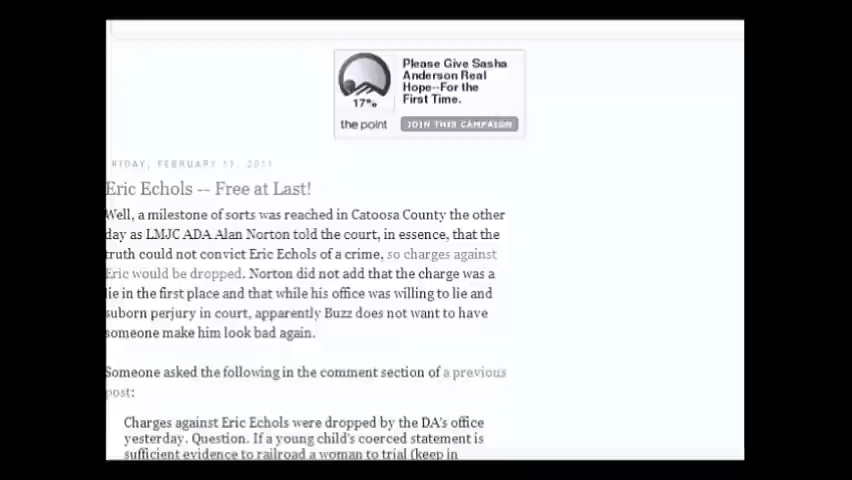 Please Give Sasha
Anderson Real
Hope--For the
First Time.
17%
the point
JOIN THIS CAMPAIGN
RIDAY, FEBRUARY 11, 2011
Eric Echols -- Free at Last!
Well, a milestone of sorts was reached in Catoosa County the other
day as LMJC ADA Alan Norton told the court, in essence, that the
truth could not convict Eric Echols of a crime, so charges against
Eric would be dropped. Norton did not add that the charge was a
lie in the first place and that while his office was willing to lie and
suborn perjury in court, apparently Buzz does not want to have
someone make him look bad again.
Someone asked the following in the comment section of a previous
post:
Charges against Eric Echols were dropped by the DA's office
yesterday. Question. If a young child's coerced statement is
sufficient evidence to railroad a woman to trial (keep in